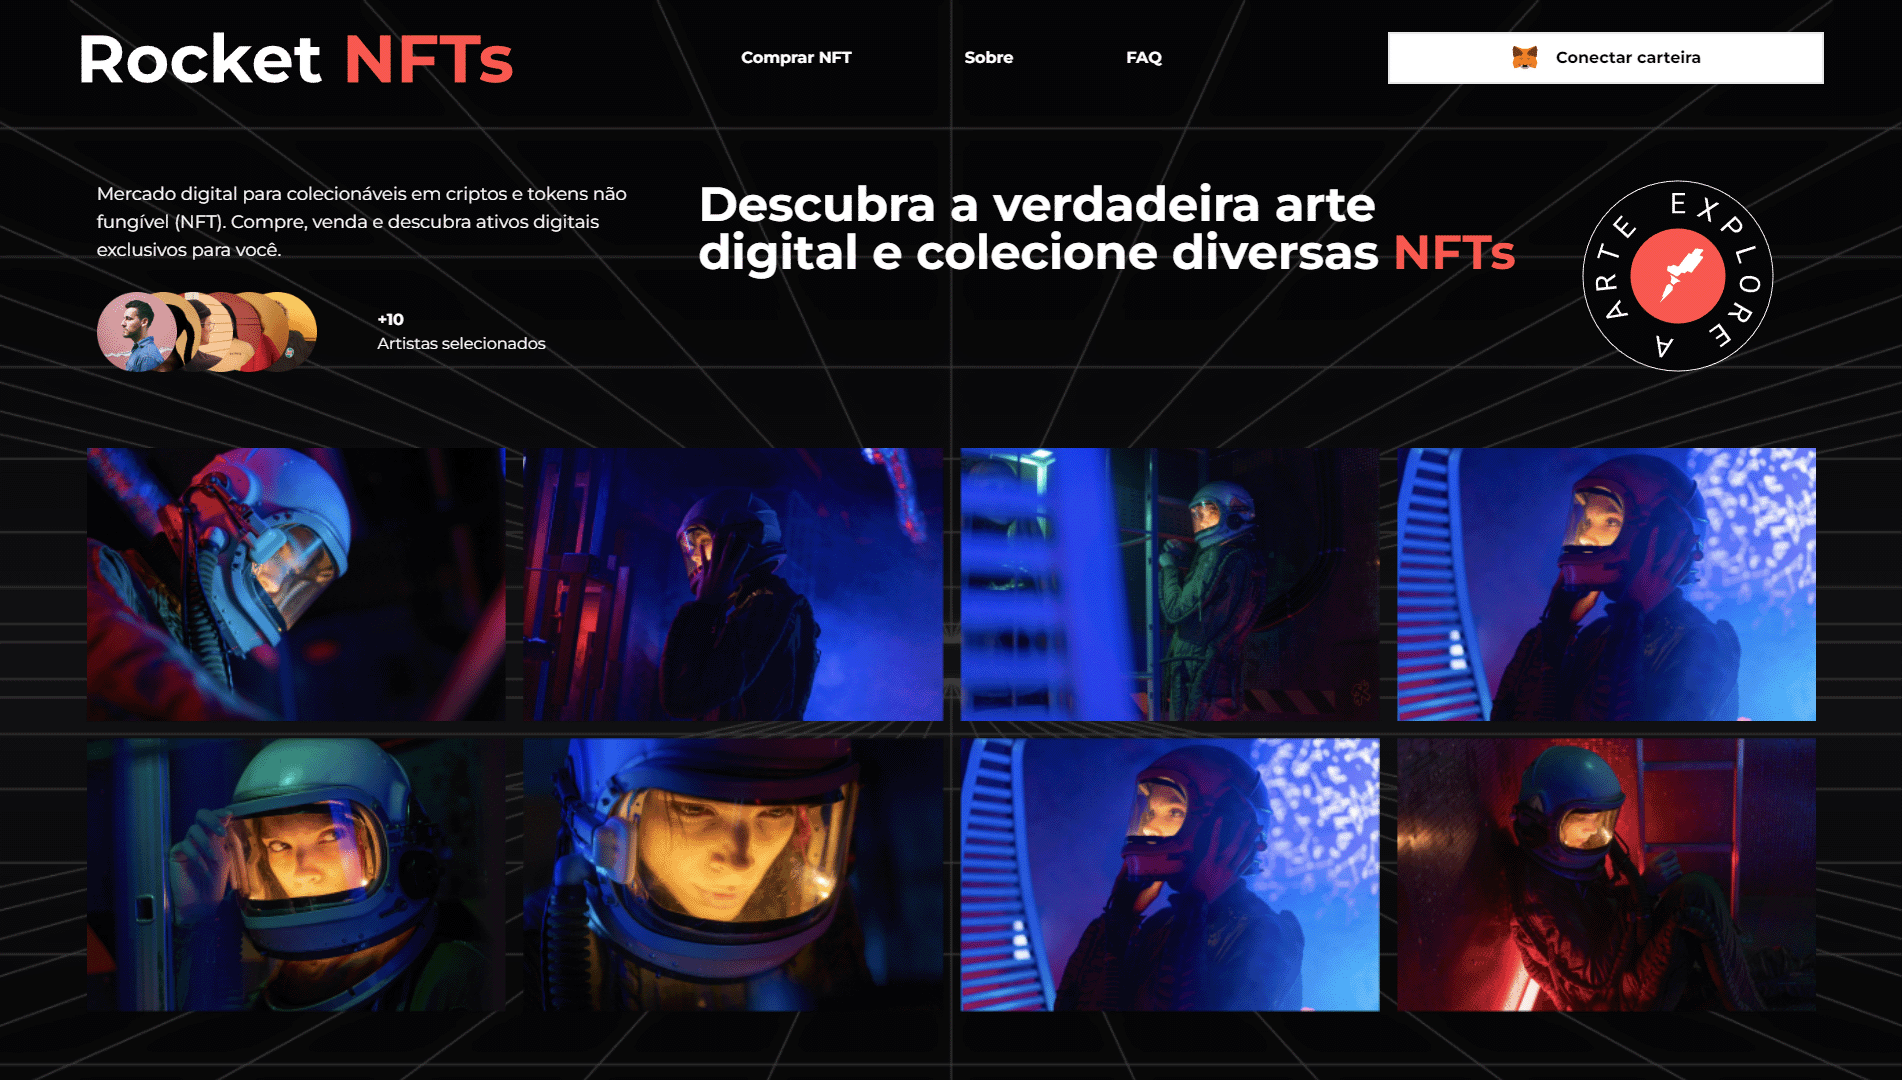 Rocket NFTs
Comprar NFT
Sobre
FAQ
Conectar carteira
Mercado digital para colecionáveis em criptos e tokens não
fungível (NFT). Compre, venda e descubra ativos digitais
exclusivos para você.
+10
Artistas selecionados
Descubra a verdadeira arte
digital e colecione diversas NFTs
EXPLORE A ARTE